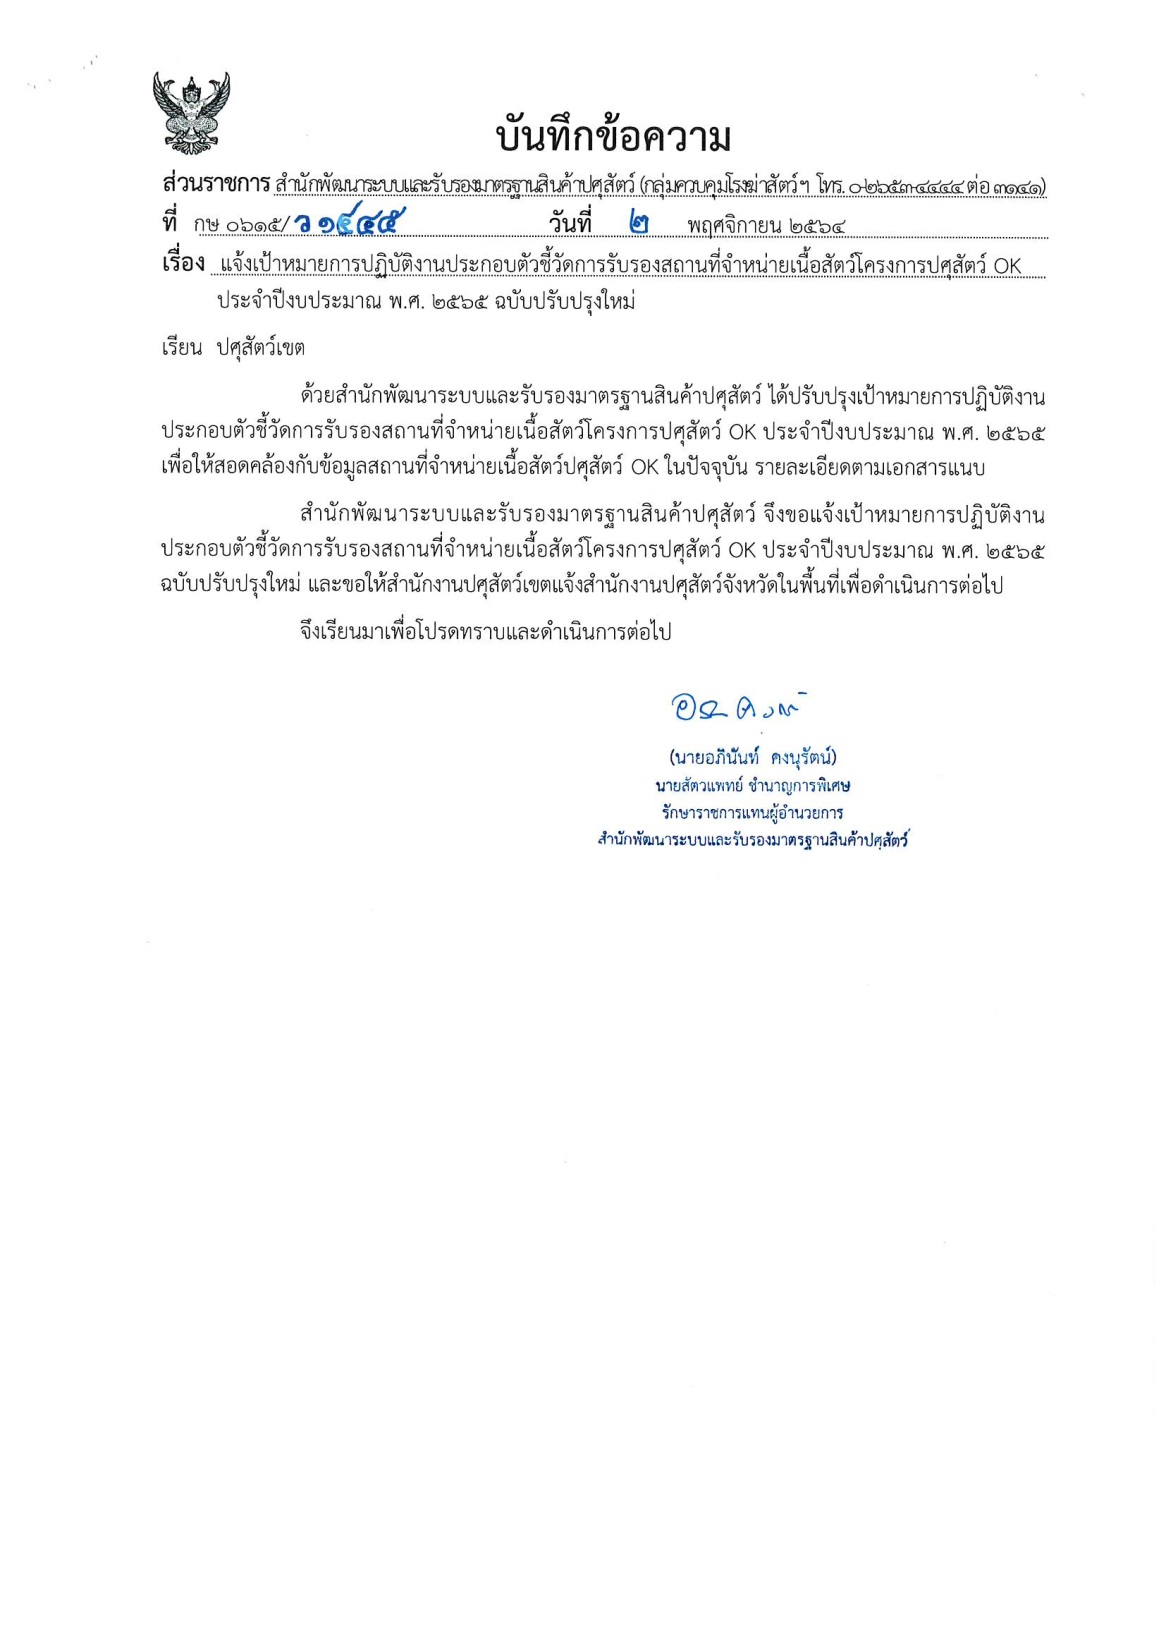 บันทึกข้อความ
ส่วนราชการ สำนักพัฒนาระบบและรับรองมาตรฐานสินค้าปศุสัตว์ (กลุ่มควบคุมโรงฆ่าสัตว์ฯ โทร. ๐-๒๖๕๓-๔๔๔๔ ต่อ ๓๑๔๑)
ที่ กษ ๐๖๑๕/ว๑๔๔๕ วันที่ ๒ พฤศจิกายน ๒๕๖๔
เรื่อง แจ้งเป้าหมายการปฏิบัติงานประกอบตัวชี้วัดการรับรองสถานที่จำหน่ายเนื้อสัตว์โครงการปศุสัตว์ OK
ประจำปีงบประมาณ พ.ศ. ๒๕๖๕ ฉบับปรับปรุงใหม่
เรียน ปศุสัตว์เขต
ด้วยสำนักพัฒนาระบบและรับรองมาตรฐานสินค้าปศุสัตว์ ได้ปรับปรุงเป้าหมายการปฏิบัติงาน
ประกอบตัวชี้วัดการรับรองสถานที่จำหน่ายเนื้อสัตว์โครงการปศุสัตว์ OK ประจำปีงบประมาณ พ.ศ. ๒๕๖๕
เพื่อให้สอดคล้องกับข้อมูลสถานที่จำหน่ายเนื้อสัตว์ปศุสัตว์ OK ในปัจจุบัน รายละเอียดตามเอกสารแนบ
สำนักพัฒนาระบบและรับรองมาตรฐานสินค้าปศุสัตว์ จึงขอแจ้งเป้าหมายการปฏิบัติงาน
ประกอบตัวชี้วัดการรับรองสถานที่จำหน่ายเนื้อสัตว์โครงการปศุสัตว์ OK ประจำปีงบประมาณ พ.ศ. ๒๕๖๕
ฉบับปรับปรุงใหม่ และขอให้สำนักงานปศุสัตว์เขตแจ้งสำนักงานปศุสัตว์จังหวัดในพื้นที่เพื่อดำเนินการต่อไป
จึงเรียนมาเพื่อโปรดทราบและดำเนินการต่อไป
(นายอภินันท์ คงนุรัตน์)
นายสัตวแพทย์ ชำนาญการพิเศษ
รักษาราชการแทนผู้อำนวยการ
สำนักพัฒนาระบบและรับรองมาตรฐานสินค้าปศุสัตว์